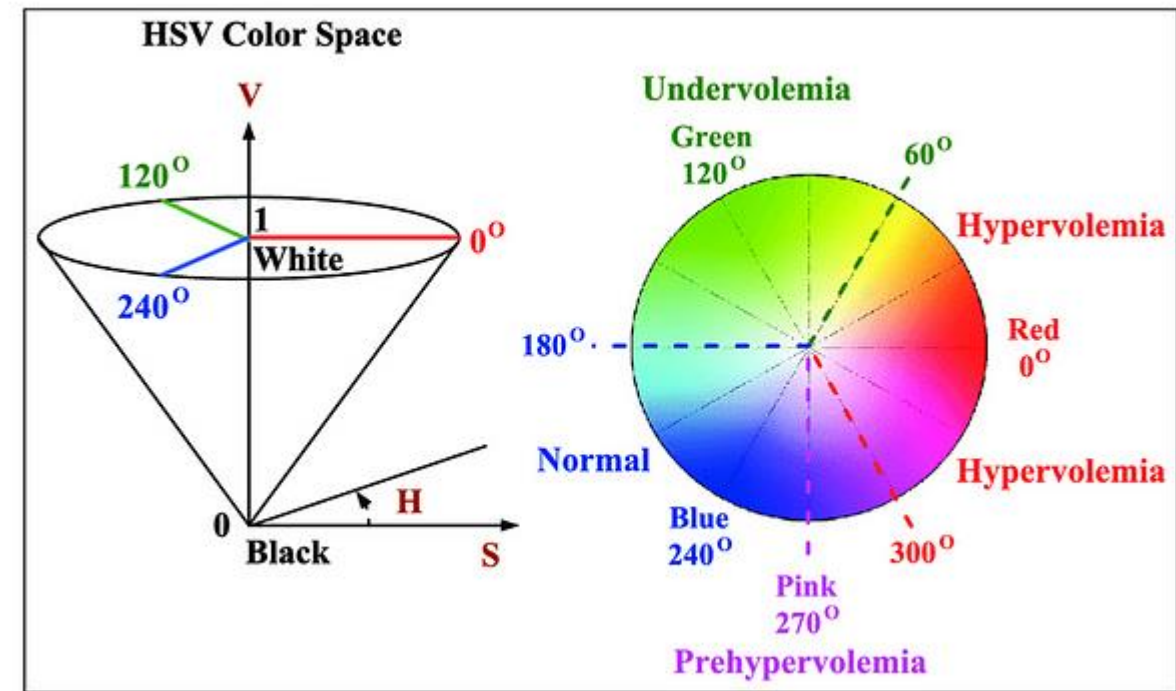 HSV Color Space
V
120°
1
White
0°
240°
0
H
Black
S
Undervolemia
Green
120°
60°
Hypervolemia
180°
Red
0°
Normal
Hypervolemia
Blue
240°
300°
Pink
270°
Prehypervolemia